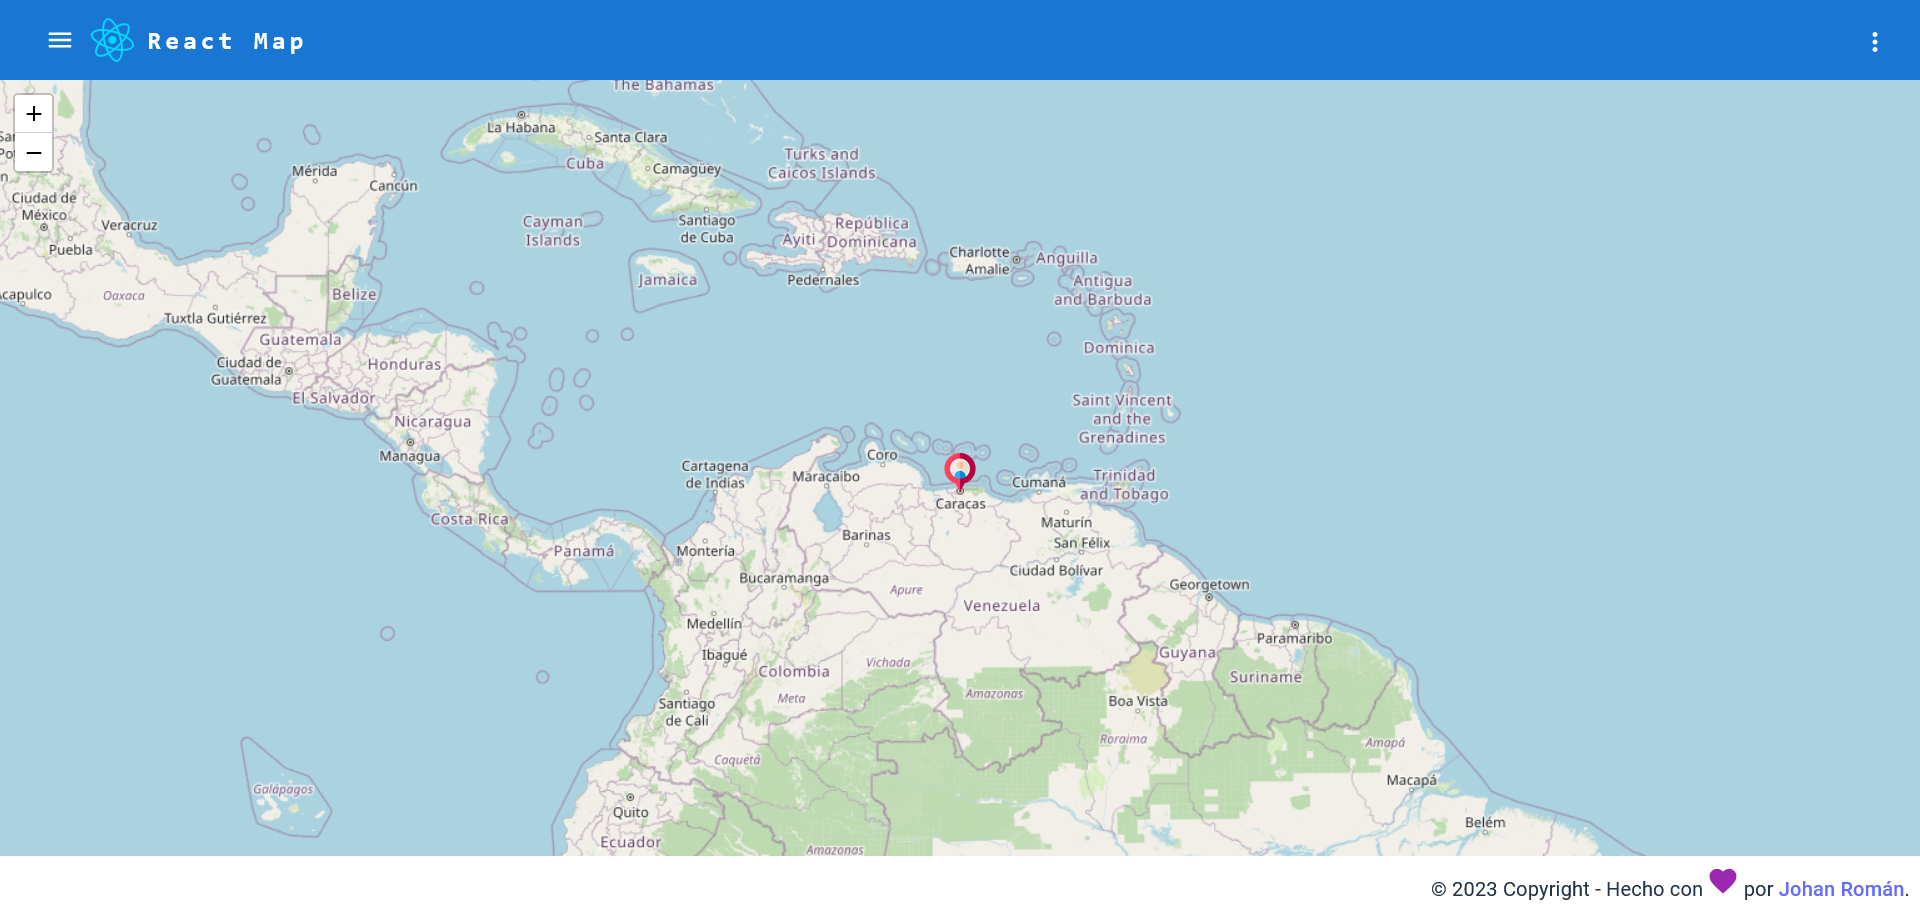 React Map
+
−
The Bahamas
La Habana
Santa Clara
Cuba
Camagüey
Turks and
Caicos Islands
Mérida
Cancún
Ciudad de
México
Veracruz
Puebla
Cayman
Islands
Santiago
de Cuba
República
Dominicana
Ayiti
Charlotte
Amalie
Anguilla
Jamaica
Pedernales
Antigua
and Barbuda
capulco
Oaxaca
Belize
Tuxtla Gutiérrez
Guatemala
Dominica
Ciudad de
Guatemala
Honduras
El Salvador
Saint Vincent
and the
Grenadines
Nicaragua
Managua
Coro
Cartagena
de Indias
Maracaibo
Cumaná
Trinidad
and Tobago
Caracas
Costa Rica
Maturín
Barinas
San Félix
Panamá
Montería
Ciudad Bolívar
Bucaramanga
Georgetown
Apure
Venezuela
Medellín
Paramaribo
Ibagué
Guyana
Vichada
Colombia
Suriname
Meta
Amazonas
Boa Vista
Santiago
de Cali
Roraima
Amapá
Caquetá
Macapá
Galápagos
Quito
Belém
Ecuador
Amazonas
© 2023 Copyright - Hecho con por Johan Román.